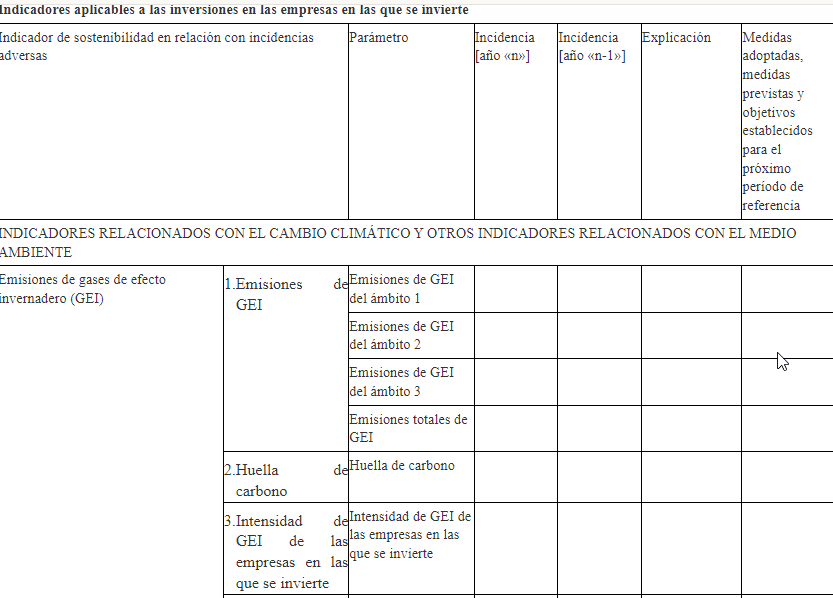 Indicadores aplicables a las inversiones en las empresas en las que se invierte
Indicador de sostenibilidad en relación con incidencias
adversas
Parámetro
Incidencia
[año «n»]
Incidencia
[año «n-1»]
Explicación
Medidas
adoptadas,
medidas
previstas y
objetivos
establecidos
para el
próximo
período de
referencia
INDICADORES RELACIONADOS CON EL CAMBIO CLIMÁTICO Y OTROS INDICADORES RELACIONADOS CON EL MEDIO
AMBIENTE
Emisiones de gases de efecto
invernadero (GEI)
1.Emisiones de
GEI
Emisiones de GEI
del ámbito 1
Emisiones de GEI
del ámbito 2
Emisiones de GEI
del ámbito 3
Emisiones totales de
GEI
2.Huella de
carbono
Huella de carbono
3.Intensidad de
GEI de las
empresas en las
que se invierte
Intensidad de GEI de
las empresas en las
que se invierte